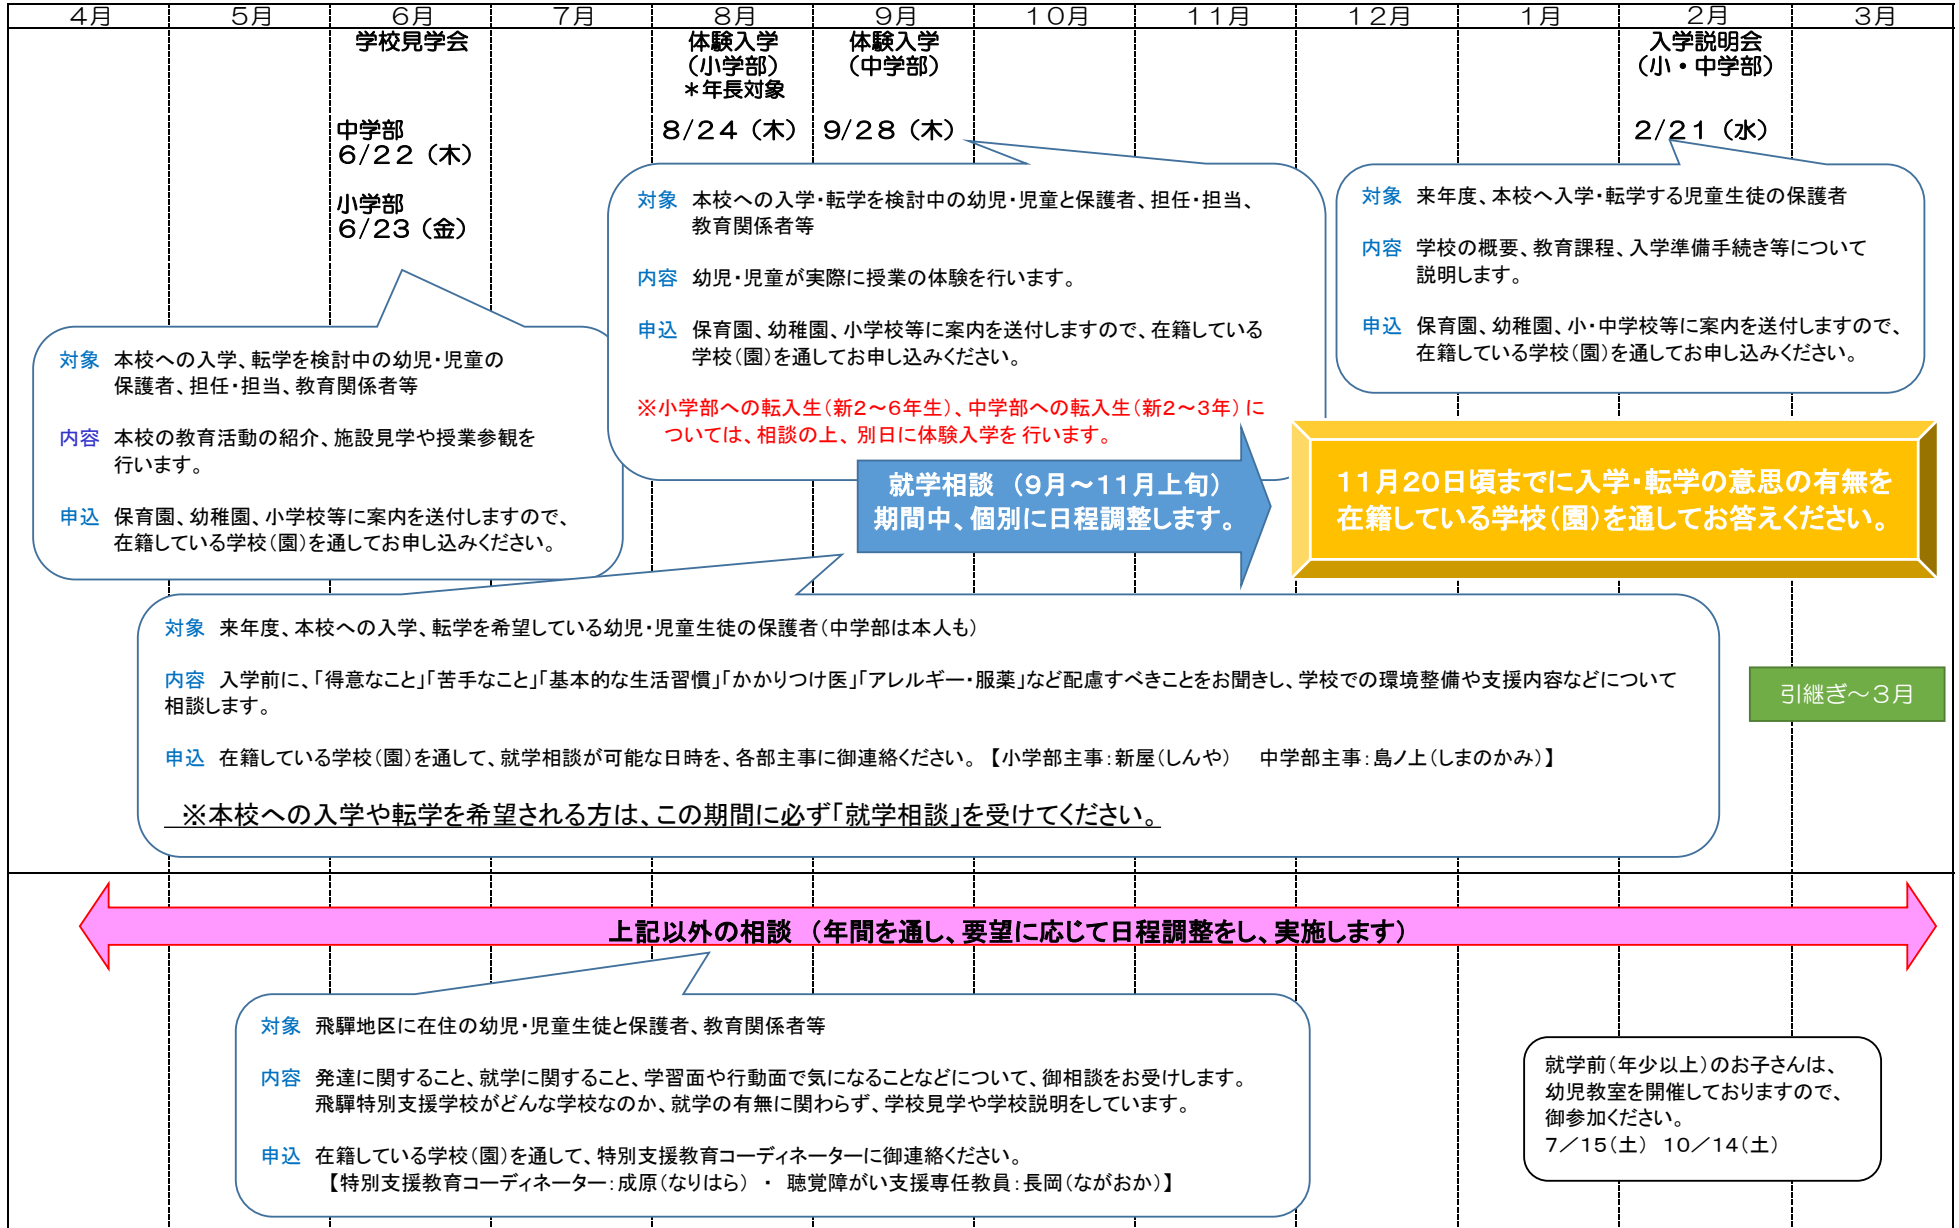 4月 5月 6月 7月 8月 9月 10月 11月 12月 1月 2月 3月
学校見学会
中学部
6/22（木）
小学部
6/23（金）
体験入学
（小学部）
＊年長対象
8/24（木）
体験入学
（中学部）
9/28（木）
入学説明会
（小・中学部）
2/21（水）
対象 本校への入学、転学を検討中の幼児・児童の
保護者、担任・担当、教育関係者等
内容 本校の教育活動の紹介、施設見学や授業参観を
行います。
申込 保育園、幼稚園、小学校等に案内を送付しますので、
在籍している学校（園）を通してお申し込みください。
対象 本校への入学・転学を検討中の幼児・児童と保護者、担任・担当、
教育関係者等
内容 幼児・児童が実際に授業の体験を行います。
申込 保育園、幼稚園、小学校等に案内を送付しますので、在籍している
学校（園）を通してお申し込みください。
※小学部への転入生（新2～6年生）、中学部への転入生（新2～3年）に
ついては、相談の上、別日に体験入学を行います。
対象 来年度、本校へ入学・転学する児童生徒の保護者
内容 学校の概要、教育課程、入学準備手続き等について
説明します。
申込 保育園、幼稚園、小・中学校等に案内を送付しますので、
在籍している学校（園）を通してお申し込みください。
就学相談（9月～11月上旬）
期間中、個別に日程調整します。
11月20日頃までに入学・転学の意思の有無を
在籍している学校（園）を通してお答えください。
対象 来年度、本校への入学、転学を希望している幼児・児童生徒の保護者（中学部は本人も）
内容 入学前に、「得意なこと」「苦手なこと」「基本的な生活習慣」「かかりつけ医」「アレルギー・服薬」など配慮すべきことをお聞きし、学校での環境整備や支援内容などについて
相談します。
申込 在籍している学校（園）を通して、就学相談が可能な日時を、各部主事に御連絡ください。【小学部主事：新屋（しんや） 中学部主事：島ノ上（しまのかみ）】
※本校への入学や転学を希望される方は、この期間に必ず「就学相談」を受けてください。
引継ぎ～3月
上記以外の相談（年間を通し、要望に応じて日程調整をし、実施します）
対象 飛騨地区に在住の幼児・児童生徒と保護者、教育関係者等
内容 発達に関すること、就学に関すること、学習面や行動面で気になることなどについて、御相談をお受けします。
飛騨特別支援学校がどんな学校なのか、就学の有無に関わらず、学校見学や学校説明をしています。
申込 在籍している学校（園）を通して、特別支援教育コーディネーターに御連絡ください。
【特別支援教育コーディネーター：成原（なりはら） ・ 聴覚障がい支援専任教員：長岡（ながおか）】
就学前（年少以上）のお子さんは、
幼児教室を開催しておりますので、
御参加ください。
7／15（土） 10／14（土）